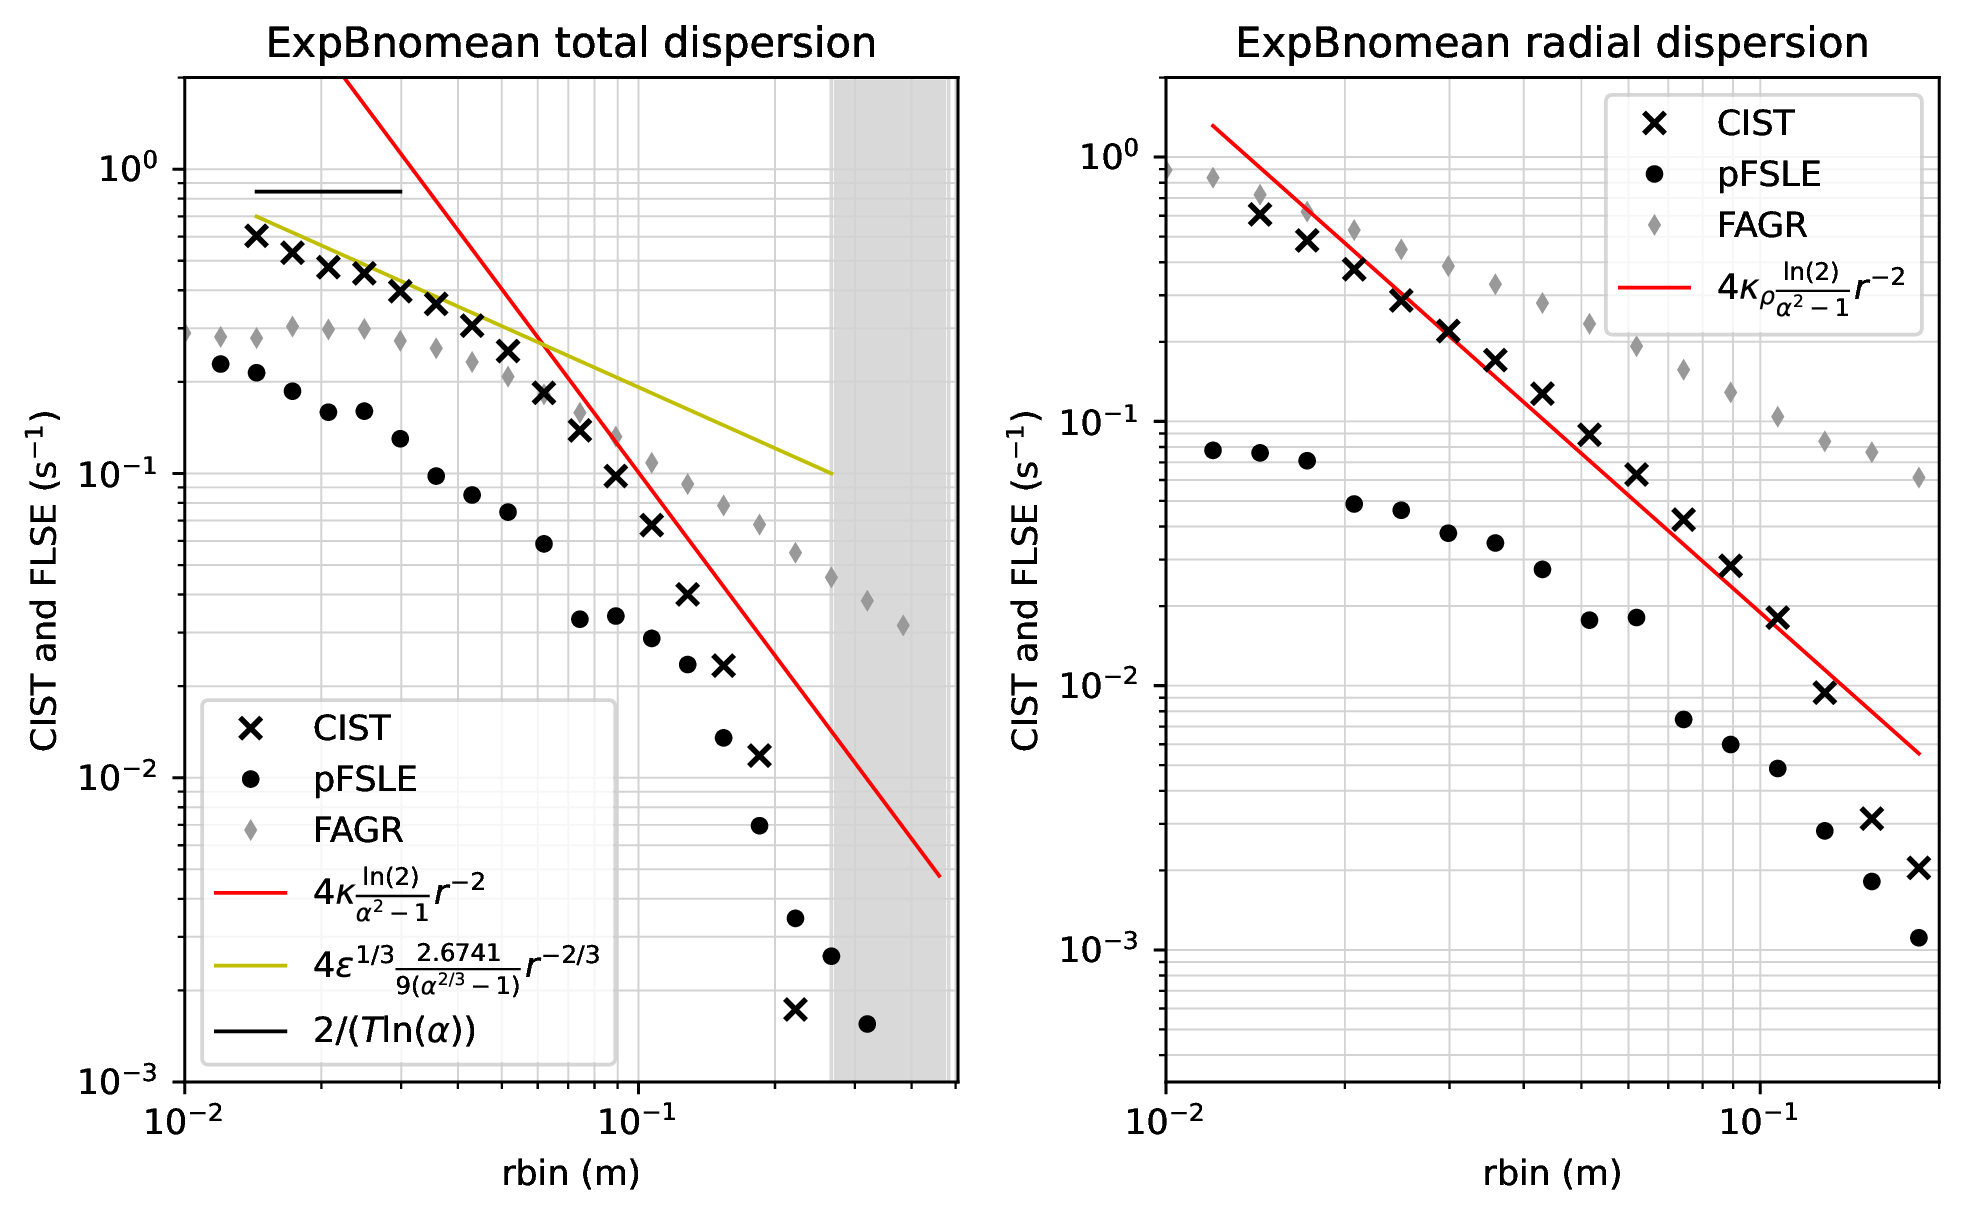 ExpBnomean total dispersion
CIST and FLSE (s⁻¹)
10⁰
10⁻¹
10⁻²
10⁻³
CIST
pFSLE
FAGR
4κ ln(2)/(α² − 1) r⁻²
4ε^{1/3} 2.6741/(9(α^{2/3} − 1)) r^{−2/3}
2/(Tln(α))
10⁻² 10⁻¹
rbin (m)
ExpBnomean radial dispersion
CIST and FLSE (s⁻¹)
10⁰
10⁻¹
10⁻²
10⁻³
CIST
pFSLE
FAGR
4κ_ρ ln(2)/(α² − 1) r⁻²
10⁻² 10⁻¹
rbin (m)